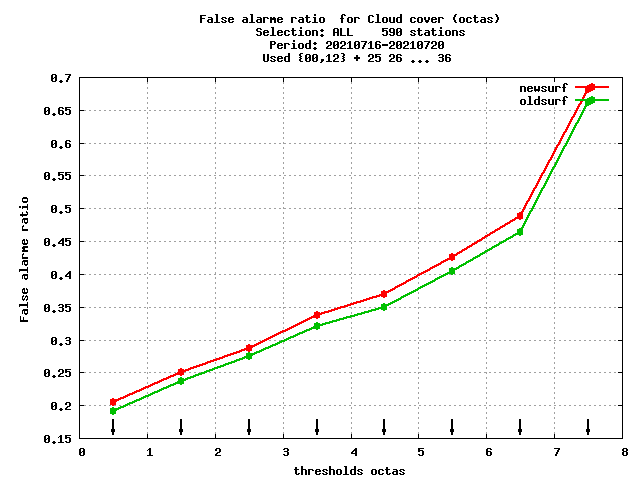 False alarme ratio  for Cloud cover (octas)
Selection: ALL    590 stations
Period: 20210716-20210720
Used {00,12} + 25 26 ... 36
newsurf
oldsurf
0.7
0.65
0.6
0.55
0.5
0.45
0.4
0.35
0.3
0.25
0.2
0.15
False alarme ratio
0 1 2 3 4 5 6 7 8
thresholds octas